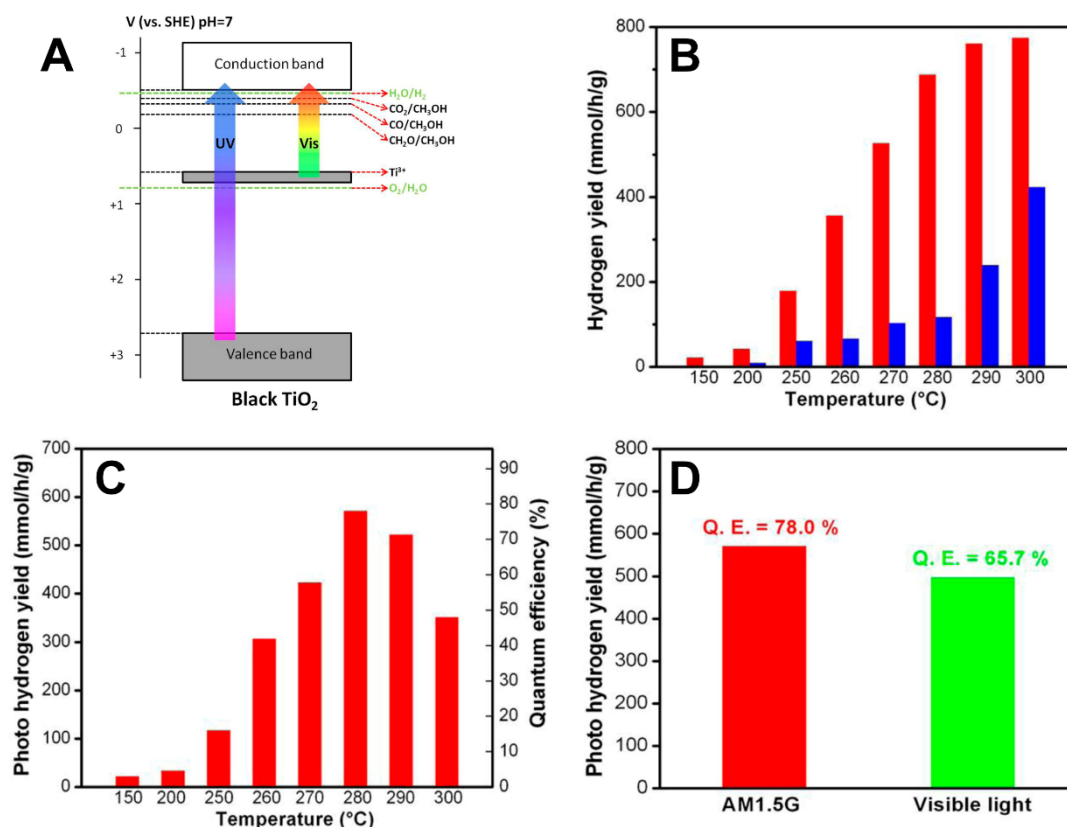 A
V (vs. SHE) pH=7
-1
0
+1
+2
+3
Conduction band
UV
Vis
H₂O/H₂
CO₂/CH₃OH
CO/CH₃OH
CH₂O/CH₃OH
Ti³⁺
O₂/H₂O
Valence band
Black TiO₂
B
Hydrogen yield (mmol/h/g)
800
600
400
200
0
150 200 250 260 270 280 290 300
Temperature (°C)
C
Photo hydrogen yield (mmol/h/g)
700
600
500
400
300
200
100
0
150 200 250 260 270 280 290 300
Temperature (°C)
90
80
70
60
50
40
30
20
10
0
Quantum efficiency (%)
D
Photo hydrogen yield (mmol/h/g)
800
700
600
500
400
300
200
100
0
Q. E. = 78.0 %
Q. E. = 65.7 %
AM1.5G Visible light